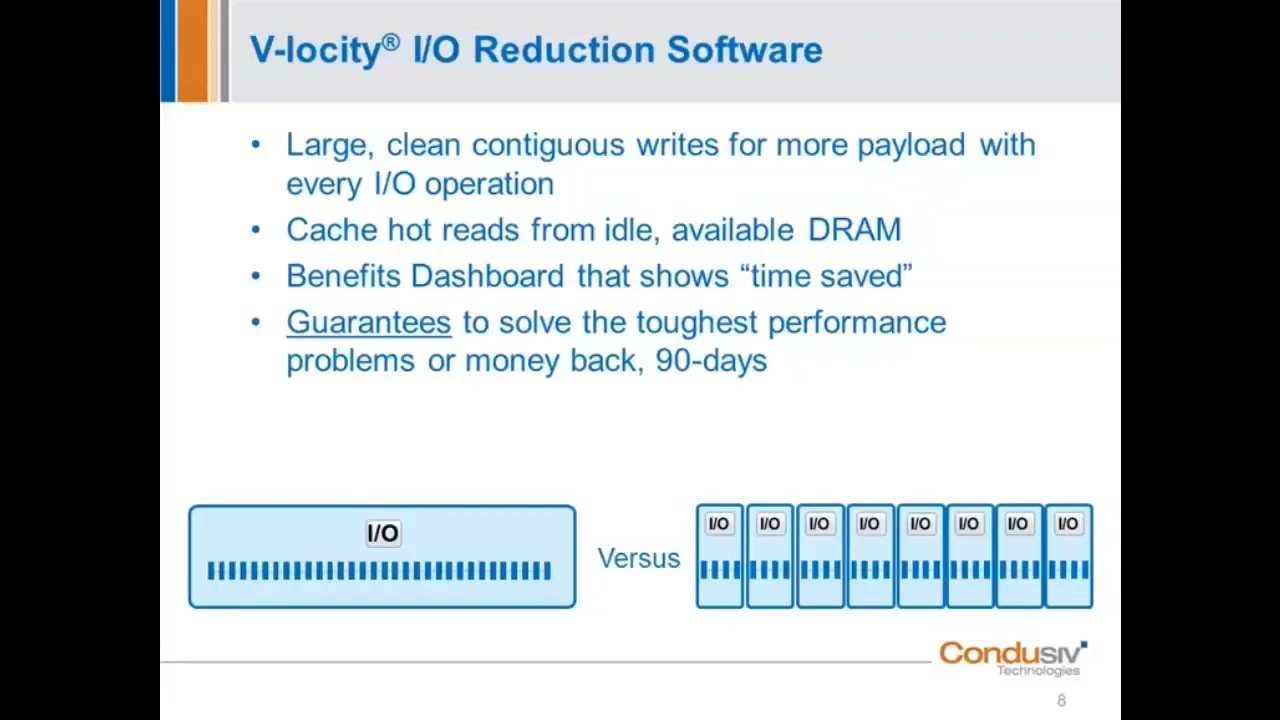 V-locity® I/O Reduction Software
• Large, clean contiguous writes for more payload with
every I/O operation
• Cache hot reads from idle, available DRAM
• Benefits Dashboard that shows “time saved”
• Guarantees to solve the toughest performance
problems or money back, 90-days
I/O
Versus
I/O I/O I/O I/O I/O I/O I/O I/O
Condusiv
Technologies
8